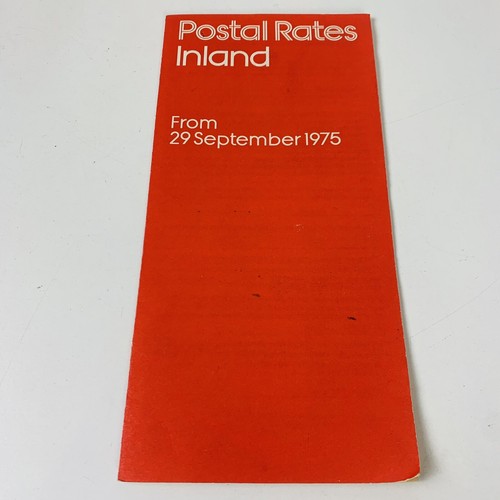 Postal Rates
Inland
From
29 September 1975